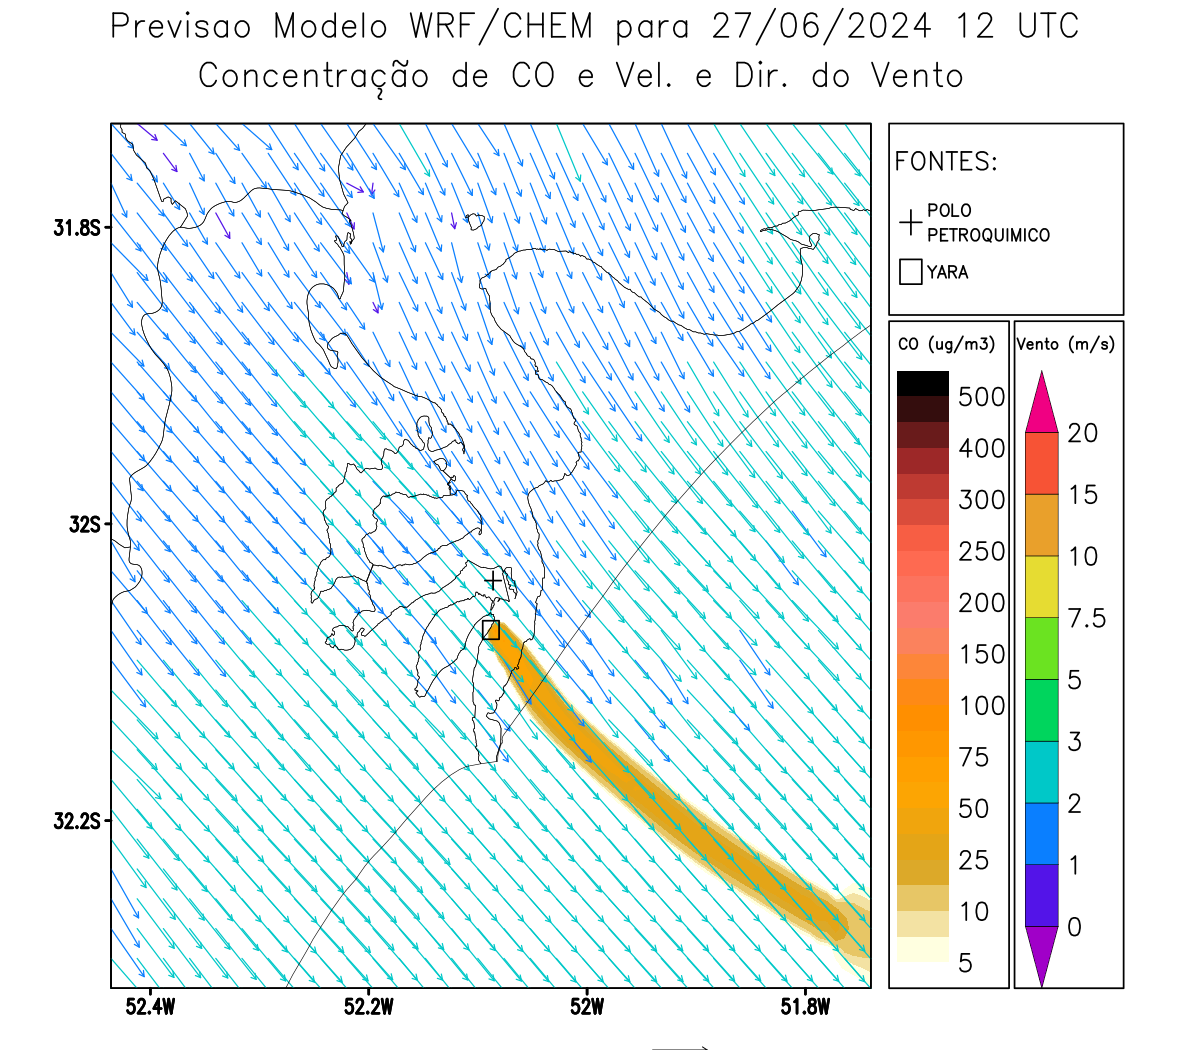 Previsao Modelo WRF/CHEM para 27/06/2024 12 UTC
Concentração de CO e Vel. e Dir. do Vento
FONTES:
POLO
PETROQUIMICO
YARA
CO (ug/m3)
500
400
300
250
200
150
100
75
50
25
10
5
Vento (m/s)
20
15
10
7.5
5
3
2
1
0
31.8S
32S
32.2S
52.4W
52.2W
52W
51.8W